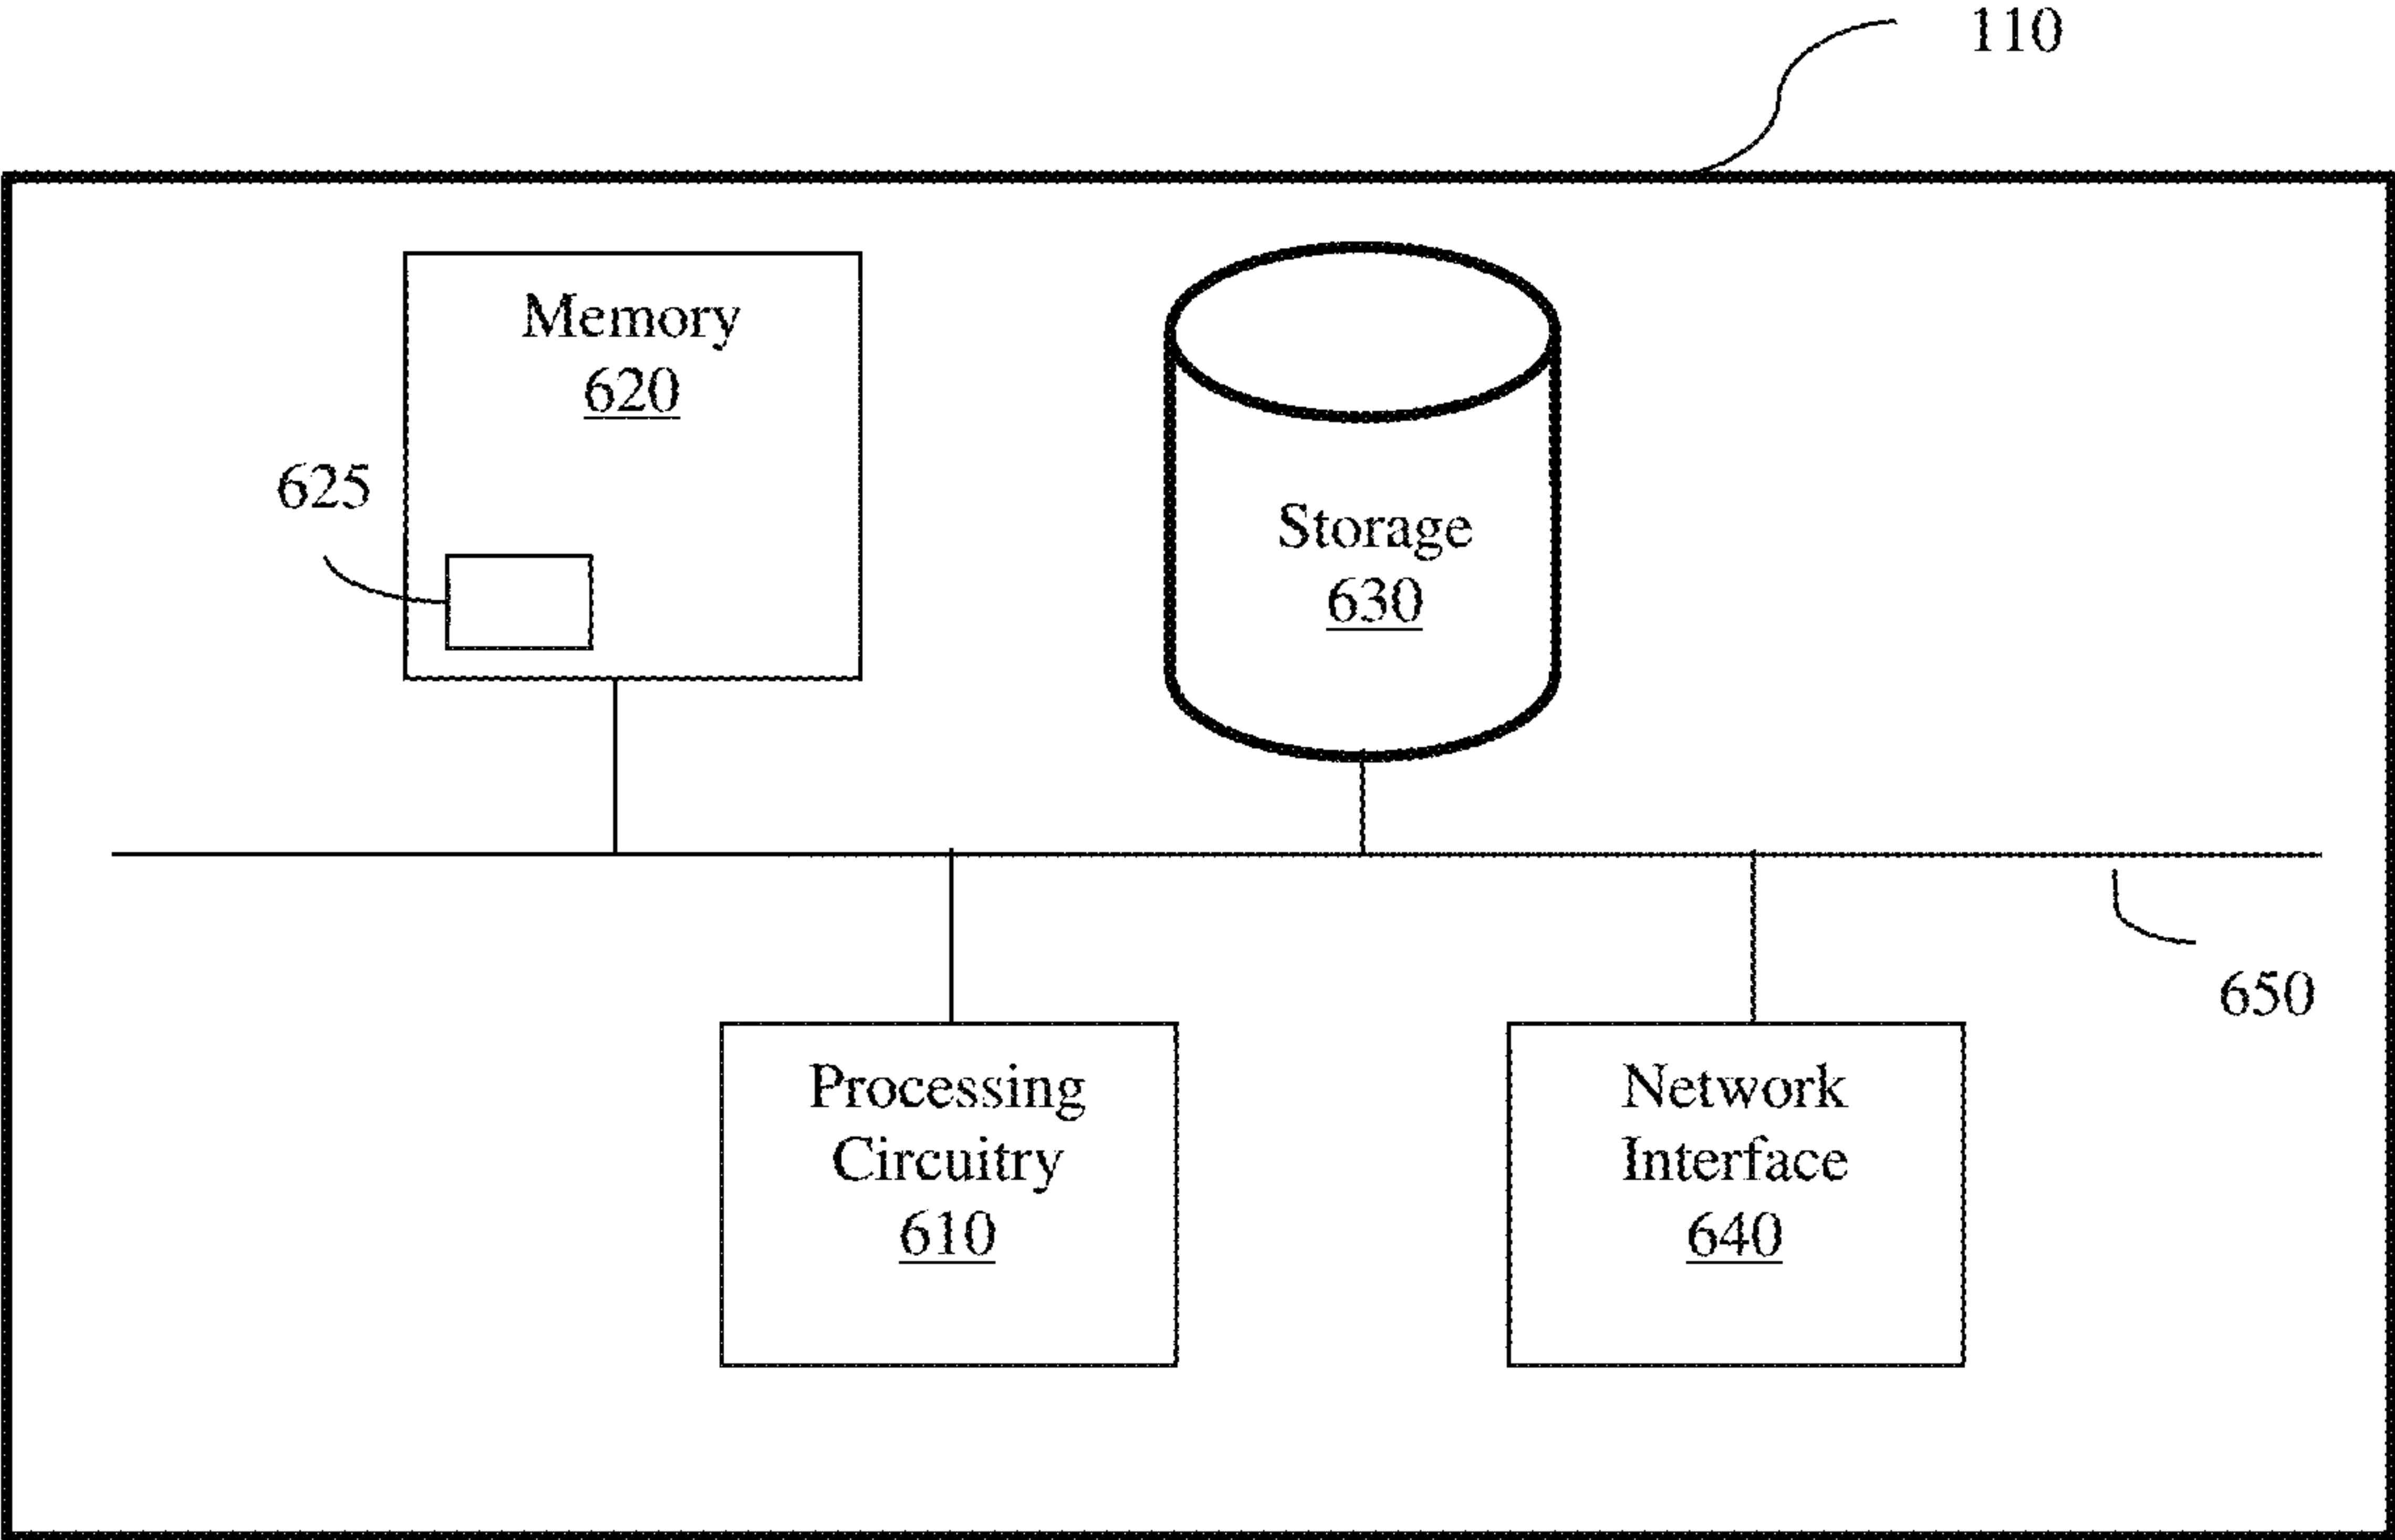 110
Memory
620
625
Storage
630
650
Processing
Circuitry
610
Network
Interface
640